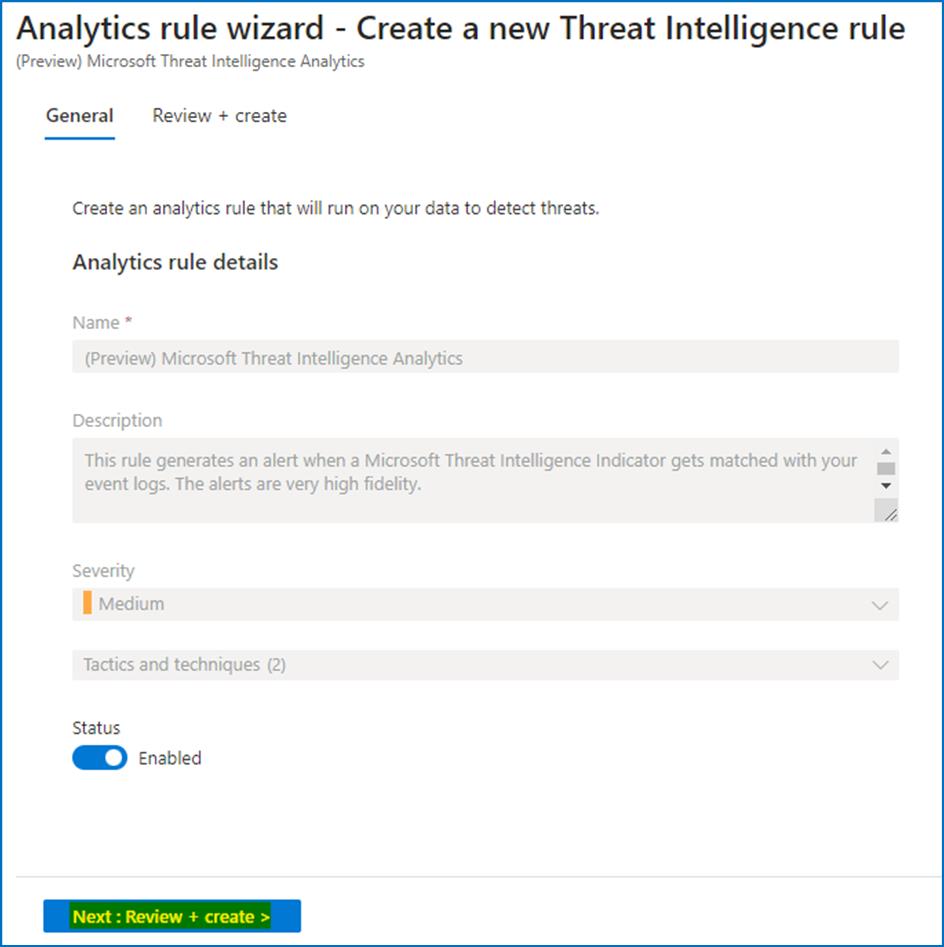 Analytics rule wizard - Create a new Threat Intelligence rule
(Preview) Microsoft Threat Intelligence Analytics
General Review + create
Create an analytics rule that will run on your data to detect threats.
Analytics rule details
Name *
(Preview) Microsoft Threat Intelligence Analytics
Description
This rule generates an alert when a Microsoft Threat Intelligence Indicator gets matched with your
event logs. The alerts are very high fidelity.
Severity
Medium
Tactics and techniques (2)
Status
Enabled
Next : Review + create >